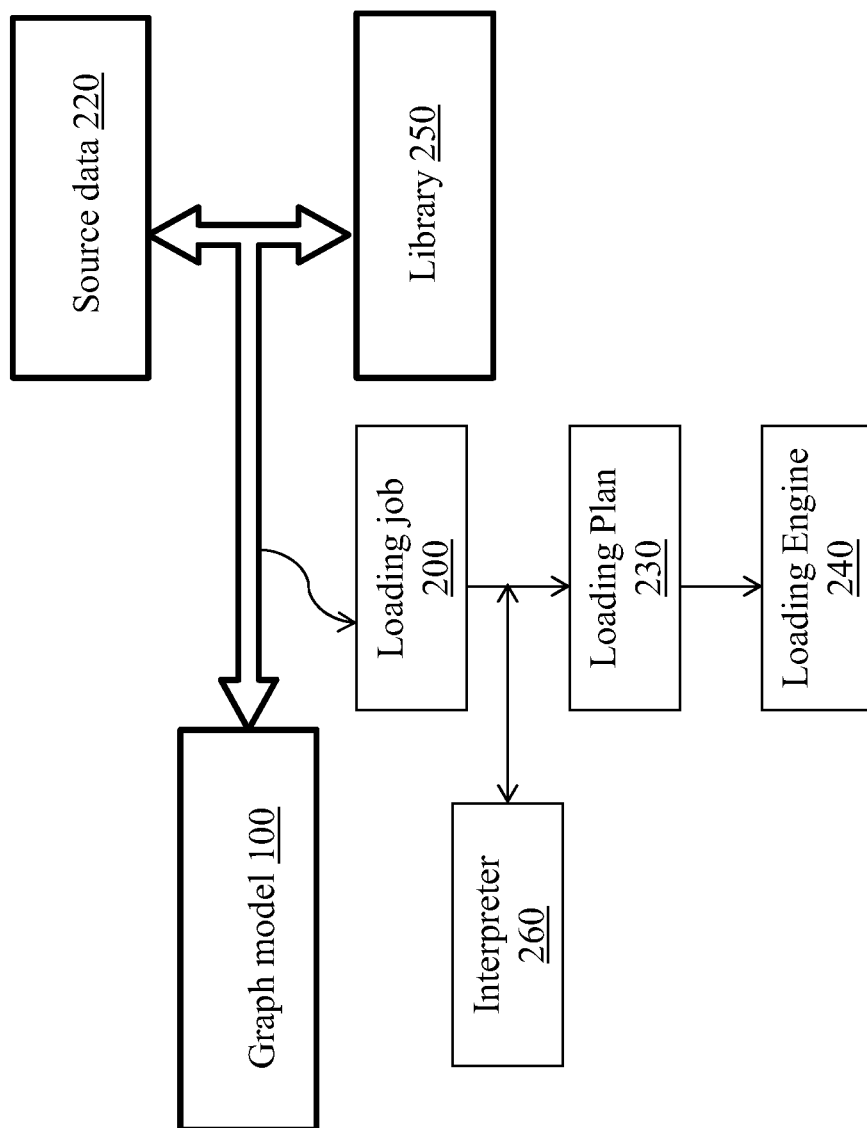 Graph model 100
Source data 220
Library 250
Loading job
200
Interpreter
260
Loading Plan
230
Loading Engine
240